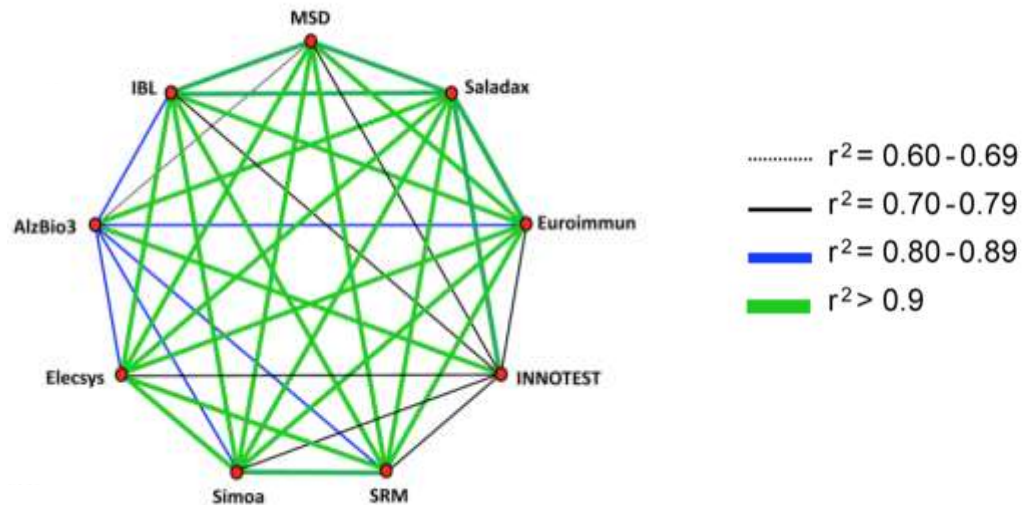 MSD
IBL
Saladax
AlzBio3
Euroimmun
Elecsys
INNOTEST
Simoa
SRM
r² = 0.60 - 0.69
r² = 0.70 - 0.79
r² = 0.80 - 0.89
r² > 0.9